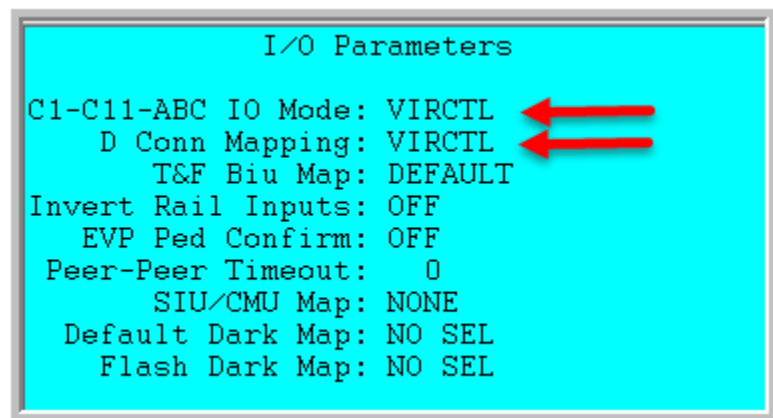 I/O Parameters
C1-C11-ABC IO Mode: VIRCTL
D Conn Mapping: VIRCTL
T&F Biu Map: DEFAULT
Invert Rail Inputs: OFF
EVP Ped Confirm: OFF
Peer-Peer Timeout: 0
SIU/CMU Map: NONE
Default Dark Map: NO SEL
Flash Dark Map: NO SEL